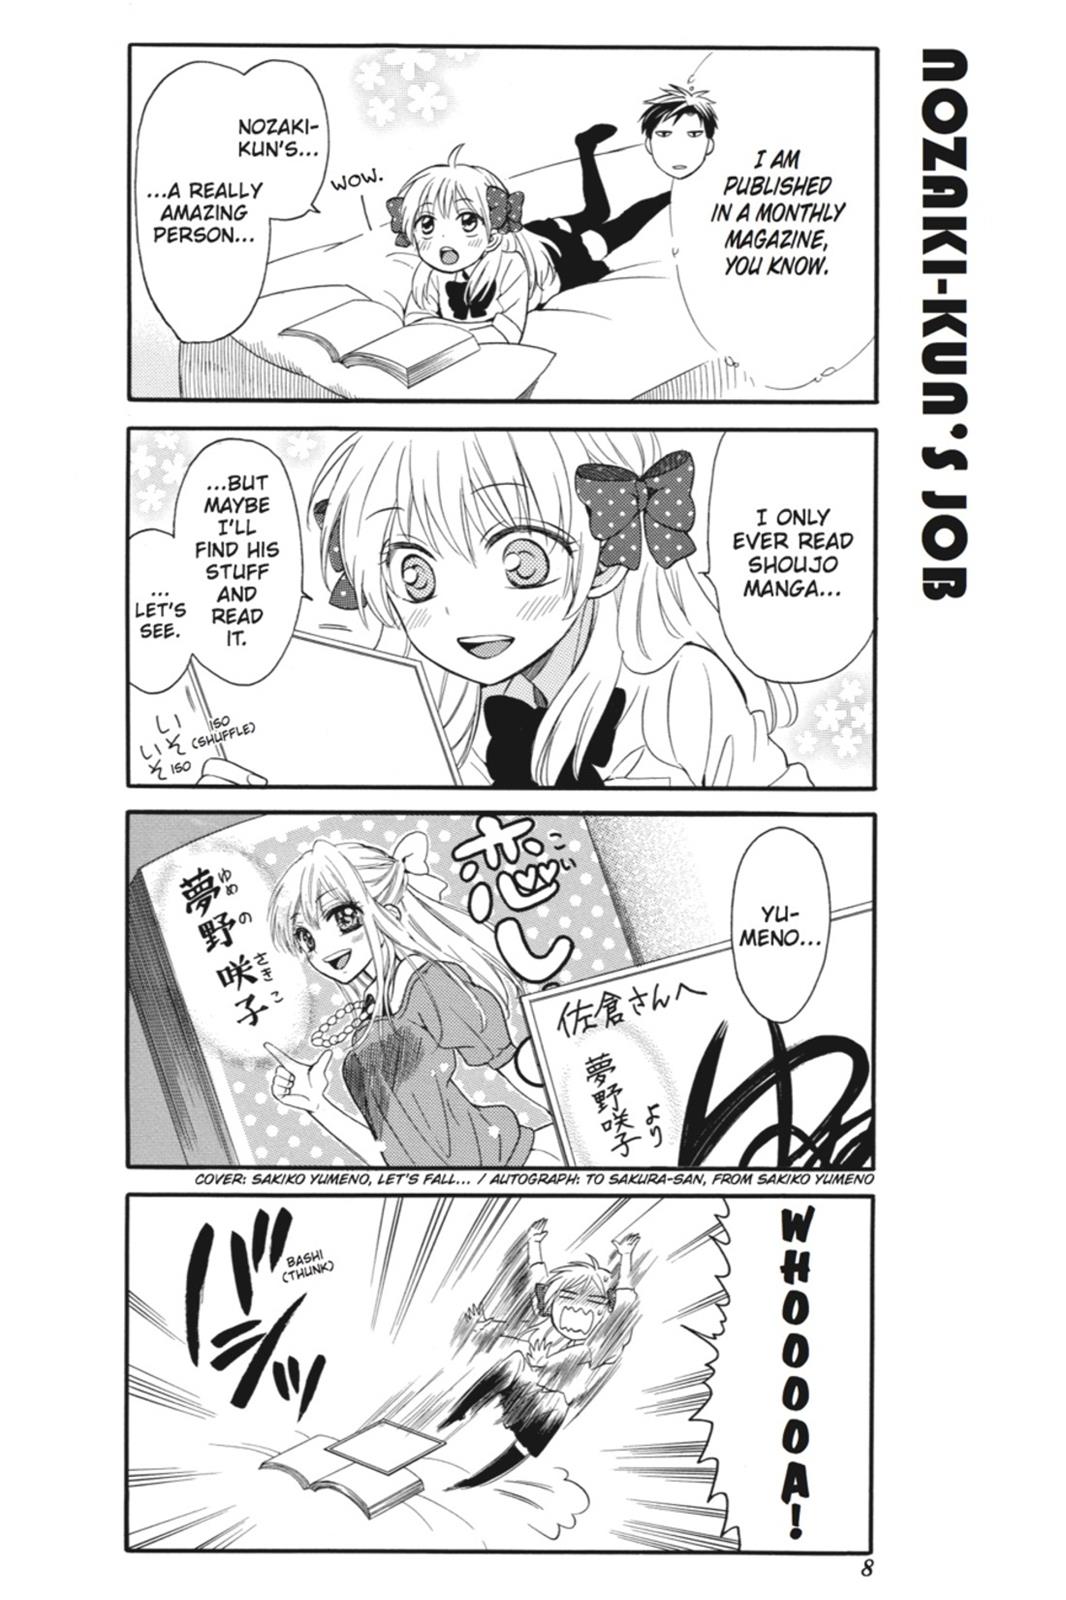 NOZAKI-KUN'S JOB
I AM
PUBLISHED
IN A MONTHLY
MAGAZINE,
YOU KNOW.
WOW.
NOZAKI-
KUN'S...
...A REALLY
AMAZING
PERSON...
I ONLY
EVER READ
SHOUJO
MANGA...
...BUT
MAYBE
I'LL
FIND HIS
STUFF
AND
READ
IT.
...
LET'S
SEE.
いそ
いそ
ISO
(SHUFFLE)
ISO
YU-
MENO...
恋し
こい
夢野咲子
ゆめのさきこ
佐倉さんへ
夢野咲子
より
ゆ
COVER: SAKIKO YUMENO, LET'S FALL... / AUTOGRAPH: TO SAKURA-SAN, FROM SAKIKO YUMENO
WHOOOOA!
バシッ
BASHI
(THUNK)
8